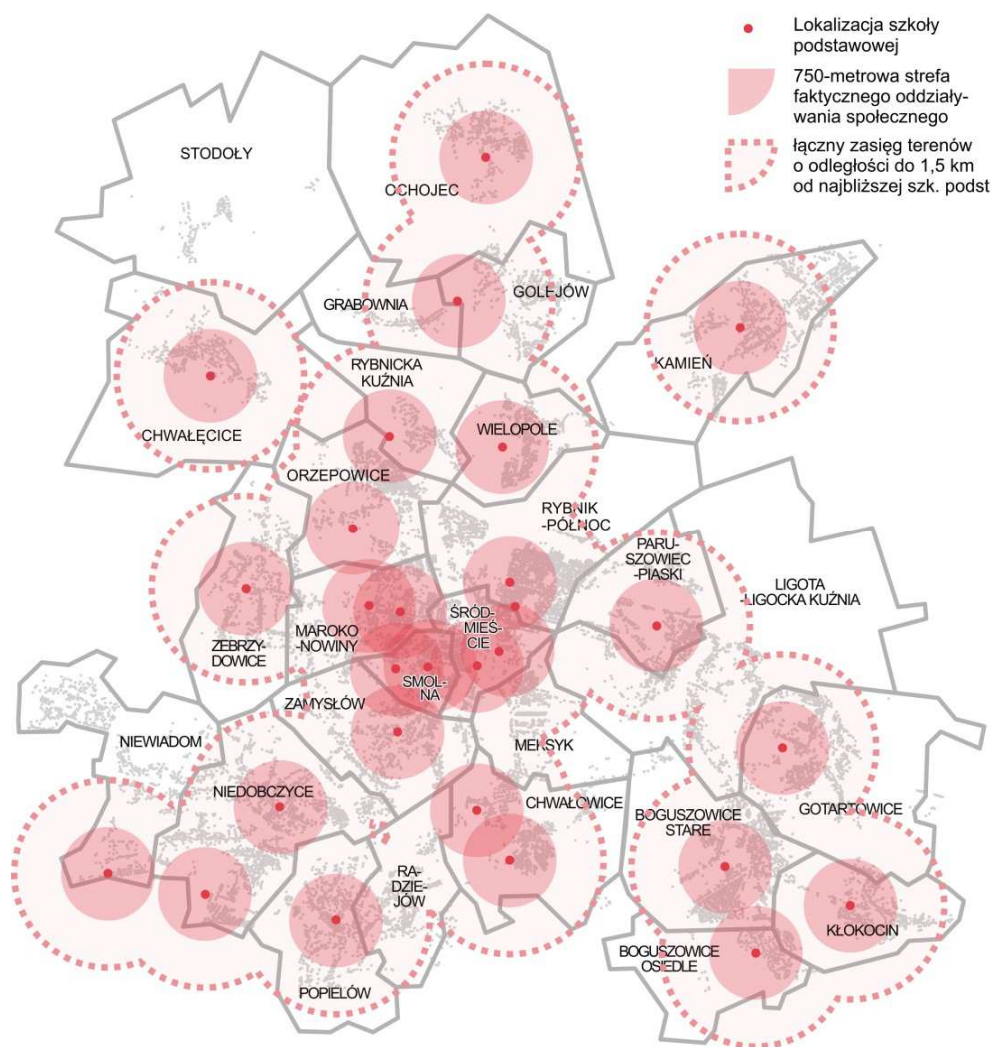 Lokalizacja szkoły
podstawowej
750-metrowa strefa
faktycznego oddziały-
wania społecznego
łączny zasięg terenów
o odległości do 1,5 km
od najbliższej szk. podst
STODOŁY
OCHOJEC
GRABOWNIA
GOLEJÓW
RYBNICKA
KUŹNIA
KAMIEŃ
CHWAŁĘCICE
WIELOPOLE
ORZEPOWICE
RYBNIK
-PÓŁNOC
PARU-
SZOWIEC
-PIASKI
LIGOTA
-LIGOCKA KUŹNIA
ŚRÓD-
MIEŚ-
CIE
MAROKO
-NOWINY
ZEBRZY-
DOWICE
SMOL-
NA
ZAMYSŁÓW
NIEWIADOM
MEKSYK
NIEDOBCZYCE
CHWAŁOWICE
BOGUSZOWICE
STARE
GOTARTOWICE
RA-
DZIE-
JÓW
KŁOKOCIN
BOGUSZOWICE
OSIEDLE
POPIELÓW